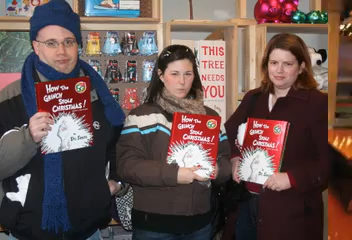 THIS
TREE
NEEDS
YOU
HOW THE
GRINCH
STOLE
CHRISTMAS!
Dr. Seuss
HOW THE
GRINCH
STOLE
CHRISTMAS!
HOW THE
GRINCH
STOLE
CHRISTMAS!